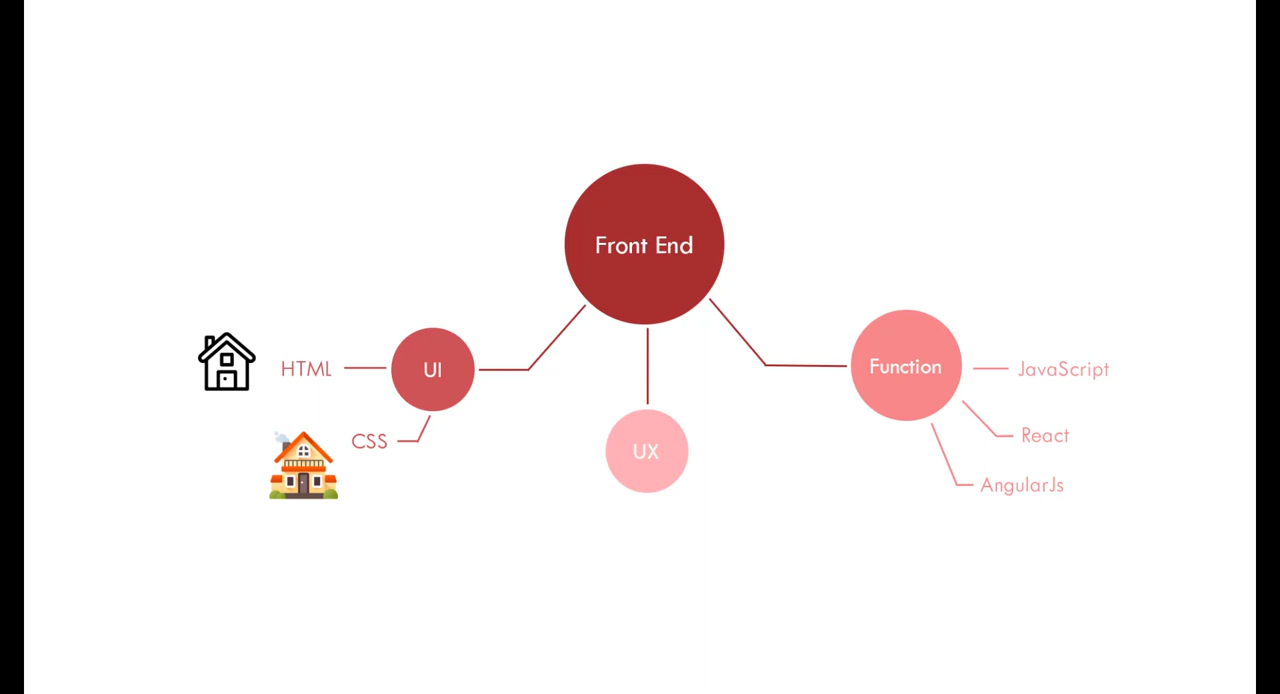 Front End
UI
HTML
CSS
UX
Function
JavaScript
React
AngularJs